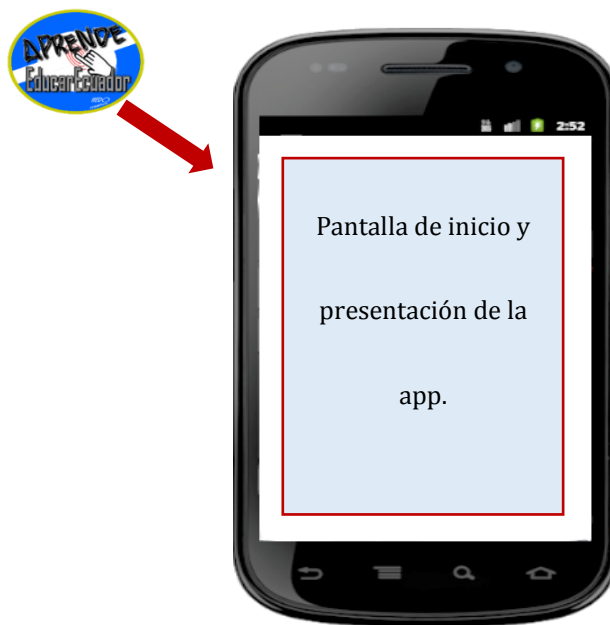 APRENDE
EducarEcuador
2:52
Pantalla de inicio y
presentación de la
app.